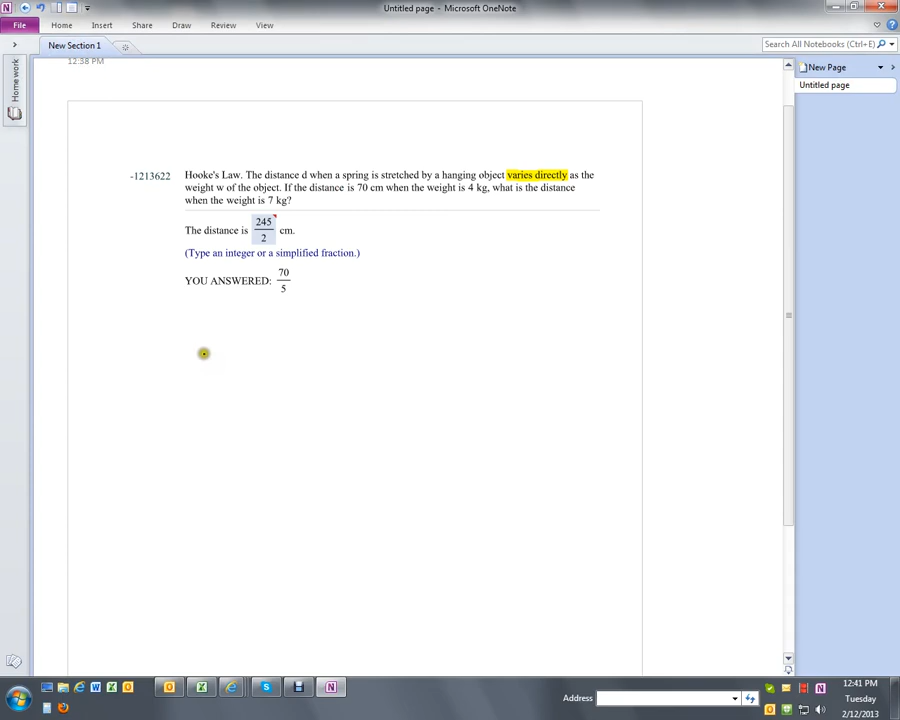 Untitled page - Microsoft OneNote
File Home Insert Share Draw Review View
New Section 1
Search All Notebooks (Ctrl+E)
New Page
Untitled page
Homework
12:38 PM
-1213622 Hooke's Law. The distance d when a spring is stretched by a hanging object varies directly as the
weight w of the object. If the distance is 70 cm when the weight is 4 kg, what is the distance
when the weight is 7 kg?
The distance is 245/2 cm.
(Type an integer or a simplified fraction.)
YOU ANSWERED: 70/5
Address
12:41 PM
Tuesday
2/12/2013